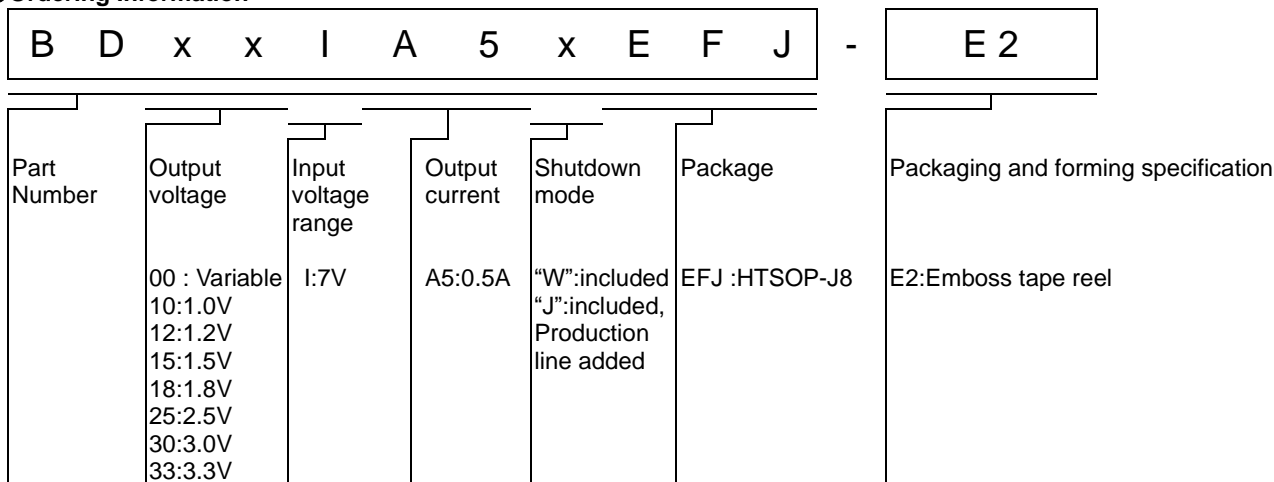 B D x x I A 5 x E F J - E 2
Part Number
Output voltage
Input voltage range
Output current
Shutdown mode
Package
Packaging and forming specification
00 : Variable
10:1.0V
12:1.2V
15:1.5V
18:1.8V
25:2.5V
30:3.0V
33:3.3V
I:7V
A5:0.5A
“W”:included
“J”:included,
Production
line added
EFJ :HTSOP-J8
E2:Emboss tape reel